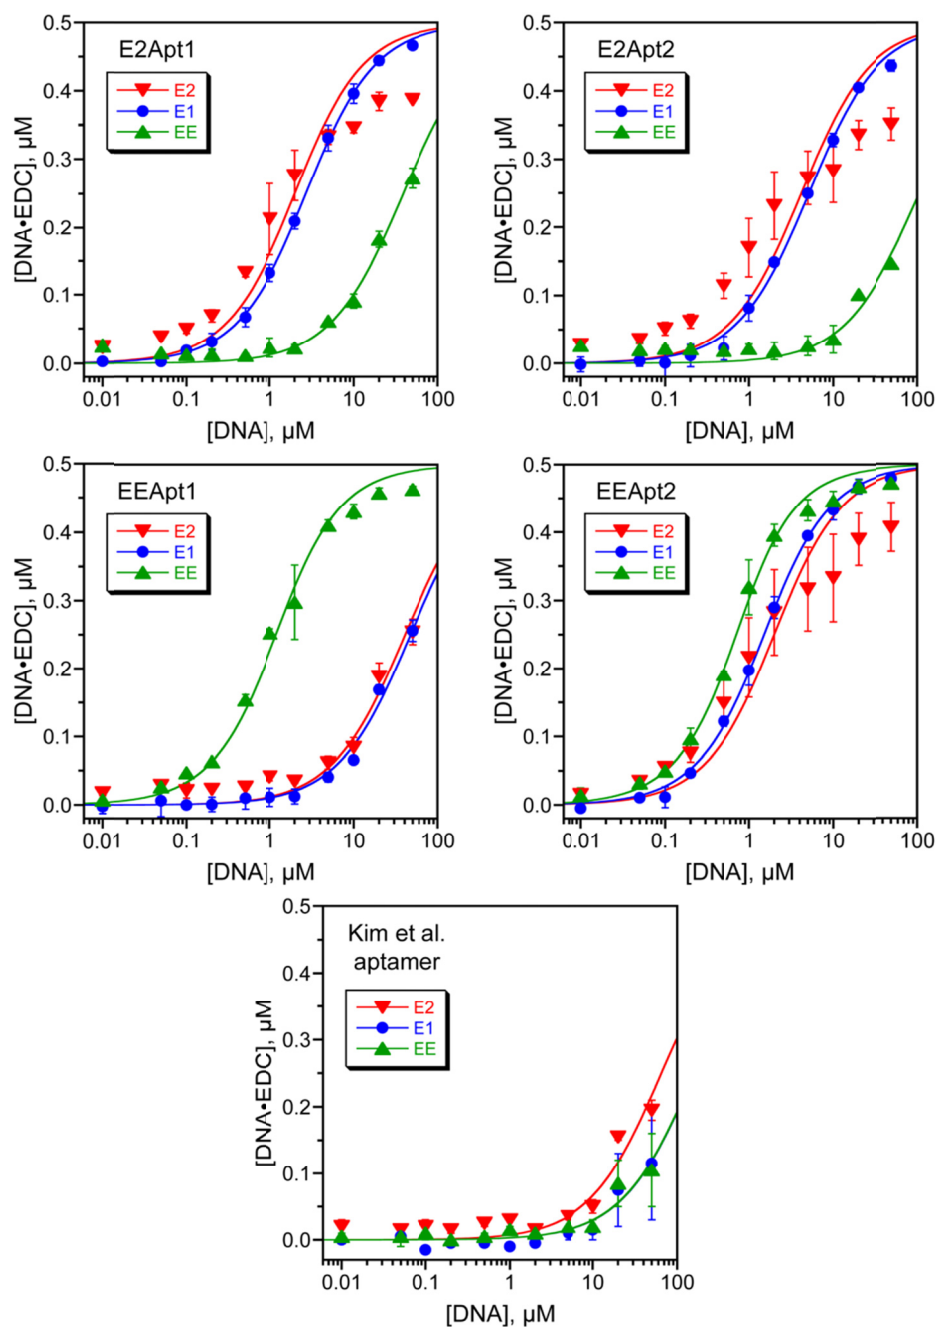 E2Apt1
E2
E1
EE
[DNA•EDC], µM
0.5
0.4
0.3
0.2
0.1
0.0
0.01
0.1
1
10
100
[DNA], µM
E2Apt2
E2
E1
EE
[DNA•EDC], µM
0.5
0.4
0.3
0.2
0.1
0.0
0.01
0.1
1
10
100
[DNA], µM
EEApt1
E2
E1
EE
[DNA•EDC], µM
0.5
0.4
0.3
0.2
0.1
0.0
0.01
0.1
1
10
100
[DNA], µM
EEApt2
E2
E1
EE
[DNA•EDC], µM
0.5
0.4
0.3
0.2
0.1
0.0
0.01
0.1
1
10
100
[DNA], µM
Kim et al.
aptamer
E2
E1
EE
[DNA•EDC], µM
0.5
0.4
0.3
0.2
0.1
0.0
0.01
0.1
1
10
100
[DNA], µM